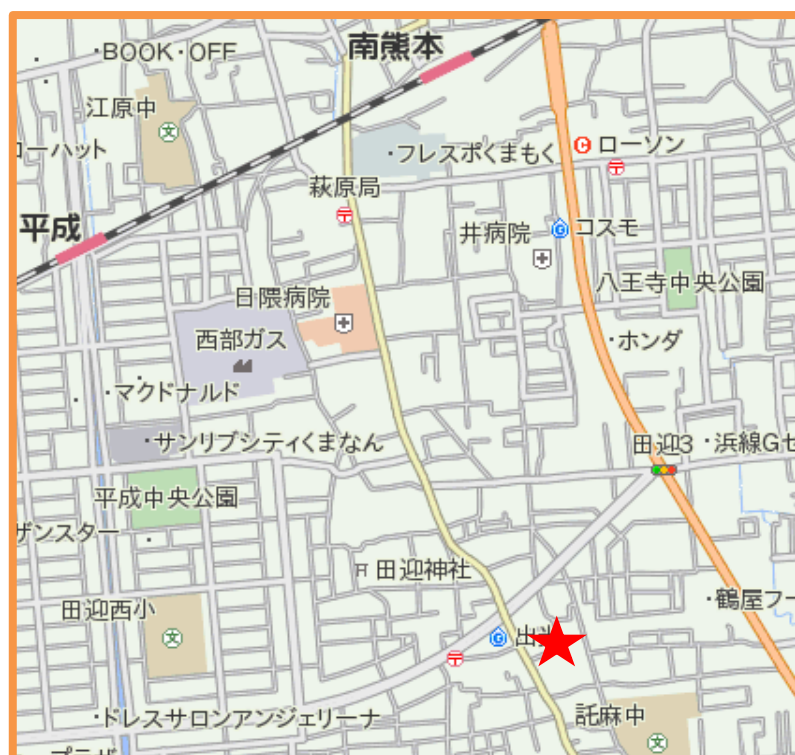 南熊本
BOOK・OFF
江原中
ローソン
ーハット
・フレスポくまもく
萩原局
平成
井病院
コスモ
八王寺中央公園
日隈病院
西部ガス
・ホンダ
・マクドナルド
・サンリブシティくまなん
田迎3
・浜線Gセ
平成中央公園
ザンスター
田迎神社
田迎西小
・鶴屋フー
出
・ドレスサロンアンジェリーナ
託麻中